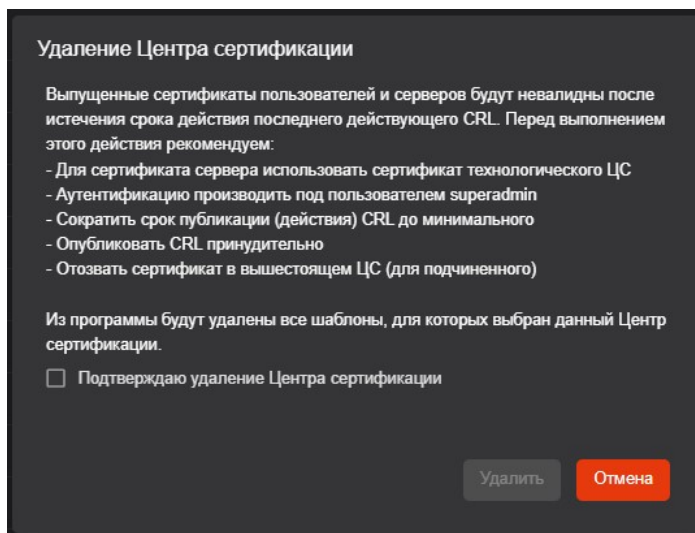 Удаление Центра сертификации
Выпущенные сертификаты пользователей и серверов будут невалидны после
истечения срока действия последнего действующего CRL. Перед выполнением
этого действия рекомендуем:
- Для сертификата сервера использовать сертификат технологического ЦС
- Аутентификацию производить под пользователем superadmin
- Сократить срок публикации (действия) CRL до минимального
- Опубликовать CRL принудительно
- Отозвать сертификат в вышестоящем ЦС (для подчиненного)
Из программы будут удалены все шаблоны, для которых выбран данный Центр
сертификации.
Подтверждаю удаление Центра сертификации
Удалить
Отмена